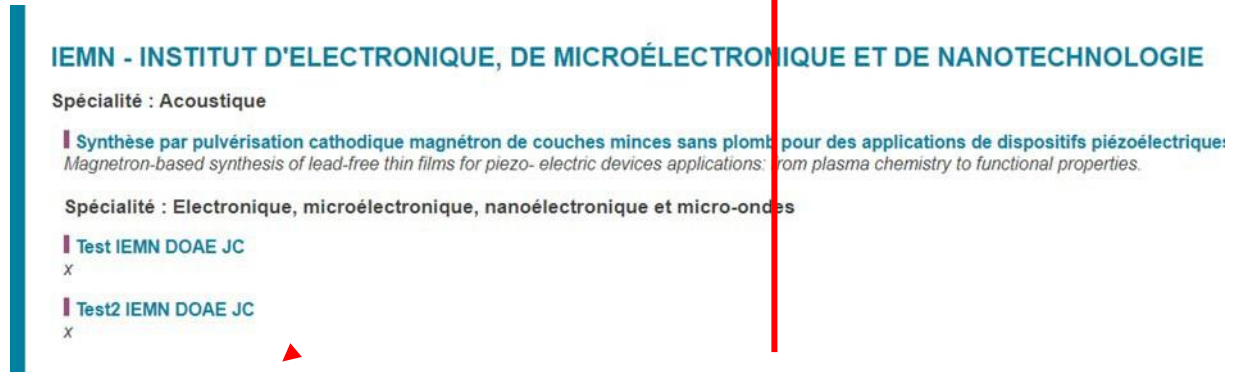 IEMN - INSTITUT D'ELECTRONIQUE, DE MICROÉLECTRONIQUE ET DE NANOTECHNOLOGIE
Spécialité : Acoustique
Synthèse par pulvérisation cathodique magnétron de couches minces sans plomb pour des applications de dispositifs piézoélectriques
Magnetron-based synthesis of lead-free thin films for piezo- electric devices applications: from plasma chemistry to functional properties.
Spécialité : Electronique, microélectronique, nanoélectronique et micro-ondes
Test IEMN DOAE JC
x
Test2 IEMN DOAE JC
x